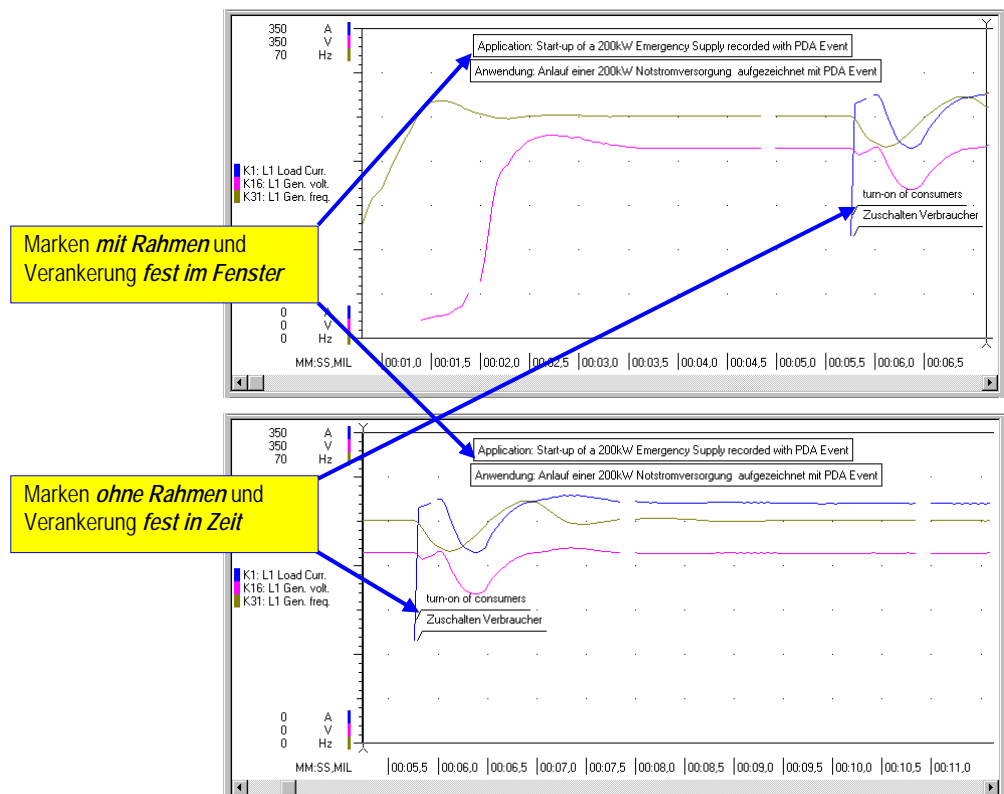 350 A
350 V
70 Hz
Application: Start-up of a 200kW Emergency Supply recorded with PDA Event
Anwendung: Anlauf einer 200kW Notstromversorgung aufgezeichnet mit PDA Event
K1: L1 Load Curr.
K16: L1 Gen. volt.
K31: L1 Gen. freq.
turn-on of consumers
Zuschalten Verbraucher
Marken mit Rahmen und
Verankerung fest im Fenster
0 A
0 V
0 Hz
MM:SS,MIL 00:01,0 00:01,5 00:02,0 00:02,5 00:03,0 00:03,5 00:04,0 00:04,5 00:05,0 00:05,5 00:06,0 00:06,5
350 A
350 V
70 Hz
Application: Start-up of a 200kW Emergency Supply recorded with PDA Event
Anwendung: Anlauf einer 200kW Notstromversorgung aufgezeichnet mit PDA Event
Marken ohne Rahmen und
Verankerung fest in Zeit
K1: L1 Load Curr.
K16: L1 Gen. volt.
K31: L1 Gen. freq.
turn-on of consumers
Zuschalten Verbraucher
0 A
0 V
0 Hz
MM:SS,MIL 00:05,5 00:06,0 00:06,5 00:07,0 00:07,5 00:08,0 00:08,5 00:09,0 00:09,5 00:10,0 00:10,5 00:11,0